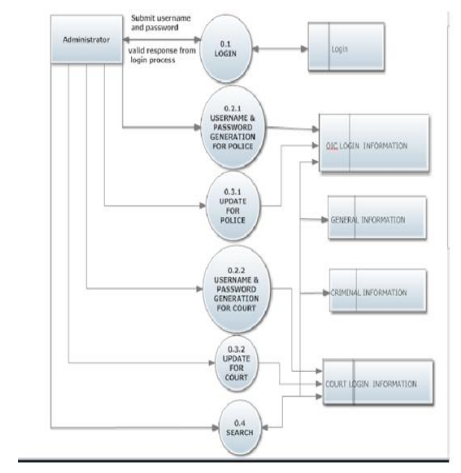 Submit username
and password
Administrator
valid response from
login process
0.1
LOGIN
Login
0.2.1
USERNAME &
PASSWORD
GENERATION
FOR POLICE
OIC LOGIN INFORMATION
0.3.1
UPDATE
FOR
POLICE
GENERAL INFORMATION
0.2.2
USERNAME &
PASSWORD
GENERATION
FOR COURT
CRIMINAL INFORMATION
0.3.2
UPDATE
FOR
COURT
COURT LOGIN INFORMATION
0.4
SEARCH